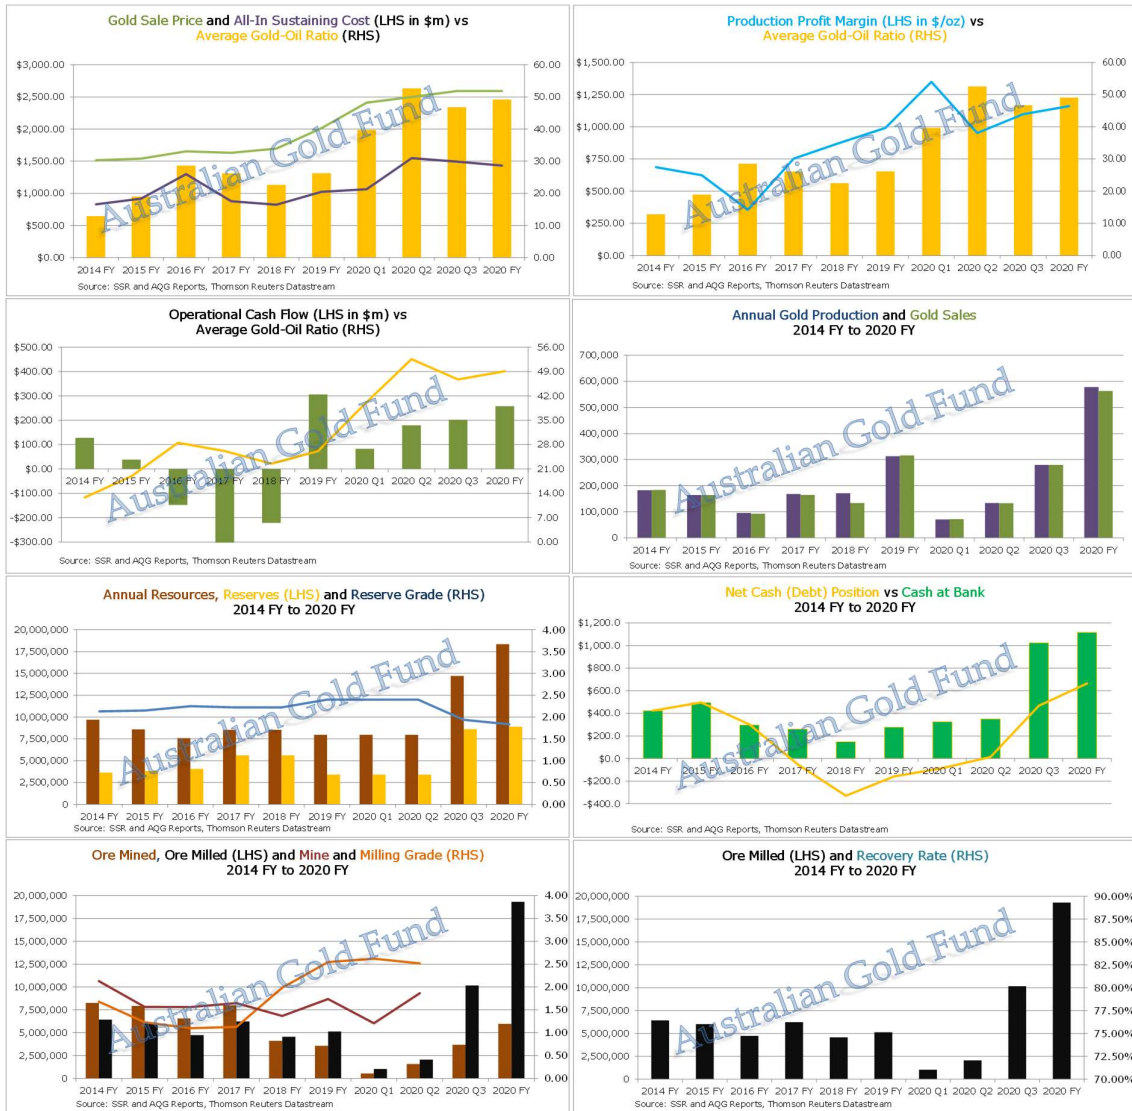 Gold Sale Price and All-In Sustaining Cost (LHS in $m) vs
Average Gold-Oil Ratio (RHS)
$3,000.00
$2,500.00
$2,000.00
$1,500.00
$1,000.00
$500.00
$0.00
60.00
50.00
40.00
30.00
20.00
10.00
0.00
Australian Gold Fund
2014 FY 2015 FY 2016 FY 2017 FY 2018 FY 2019 FY 2020 Q1 2020 Q2 2020 Q3 2020 FY
Source: SSR and AQG Reports, Thomson Reuters Datastream
Production Profit Margin (LHS in $/oz) vs
Average Gold-Oil Ratio (RHS)
$1,500.00
$1,250.00
$1,000.00
$750.00
$500.00
$250.00
$0.00
60.00
50.00
40.00
30.00
20.00
10.00
0.00
Australian Gold Fund
2014 FY 2015 FY 2016 FY 2017 FY 2018 FY 2019 FY 2020 Q1 2020 Q2 2020 Q3 2020 FY
Source: SSR and AQG Reports, Thomson Reuters Datastream
Operational Cash Flow (LHS in $m) vs
Average Gold-Oil Ratio (RHS)
$500.00
$400.00
$300.00
$200.00
$100.00
$0.00
-$100.00
-$200.00
-$300.00
56.00
49.00
42.00
35.00
28.00
21.00
14.00
7.00
0.00
Australian Gold Fund
2014 FY 2015 FY 2016 FY 2017 FY 2018 FY 2019 FY 2020 Q1 2020 Q2 2020 Q3 2020 FY
Source: SSR and AQG Reports, Thomson Reuters Datastream
Annual Gold Production and Gold Sales
2014 FY to 2020 FY
700,000
600,000
500,000
400,000
300,000
200,000
100,000
0
Australian Gold Fund
2014 FY 2015 FY 2016 FY 2017 FY 2018 FY 2019 FY 2020 Q1 2020 Q2 2020 Q3 2020 FY
Source: SSR and AQG Reports, Thomson Reuters Datastream
Annual Resources, Reserves (LHS) and Reserve Grade (RHS)
2014 FY to 2020 FY
20,000,000
17,500,000
15,000,000
12,500,000
10,000,000
7,500,000
5,000,000
2,500,000
0
4.00
3.50
3.00
2.50
2.00
1.50
1.00
0.50
0.00
Australian Gold Fund
2014 FY 2015 FY 2016 FY 2017 FY 2018 FY 2019 FY 2020 Q1 2020 Q2 2020 Q3 2020 FY
Source: SSR and AQG Reports, Thomson Reuters Datastream
Net Cash (Debt) Position vs Cash at Bank
2014 FY to 2020 FY
$1,200.0
$1,000.0
$800.0
$600.0
$400.0
$200.0
$0.0
-$200.0
-$400.0
Australian Gold Fund
2014 FY 2015 FY 2016 FY 2017 FY 2018 FY 2019 FY 2020 Q1 2020 Q2 2020 Q3 2020 FY
Source: SSR and AQG Reports, Thomson Reuters Datastream
Ore Mined, Ore Milled (LHS) and Mine and Milling Grade (RHS)
2014 FY to 2020 FY
20,000,000
17,500,000
15,000,000
12,500,000
10,000,000
7,500,000
5,000,000
2,500,000
0
4.00
3.50
3.00
2.50
2.00
1.50
1.00
0.50
0.00
Australian Gold Fund
2014 FY 2015 FY 2016 FY 2017 FY 2018 FY 2019 FY 2020 Q1 2020 Q2 2020 Q3 2020 FY
Source: SSR and AQG Reports, Thomson Reuters Datastream
Ore Milled (LHS) and Recovery Rate (RHS)
2014 FY to 2020 FY
20,000,000
17,500,000
15,000,000
12,500,000
10,000,000
7,500,000
5,000,000
2,500,000
0
90.00%
87.50%
85.00%
82.50%
80.00%
77.50%
75.00%
72.50%
70.00%
Australian Gold Fund
2014 FY 2015 FY 2016 FY 2017 FY 2018 FY 2019 FY 2020 Q1 2020 Q2 2020 Q3 2020 FY
Source: SSR and AQG Reports, Thomson Reuters Datastream